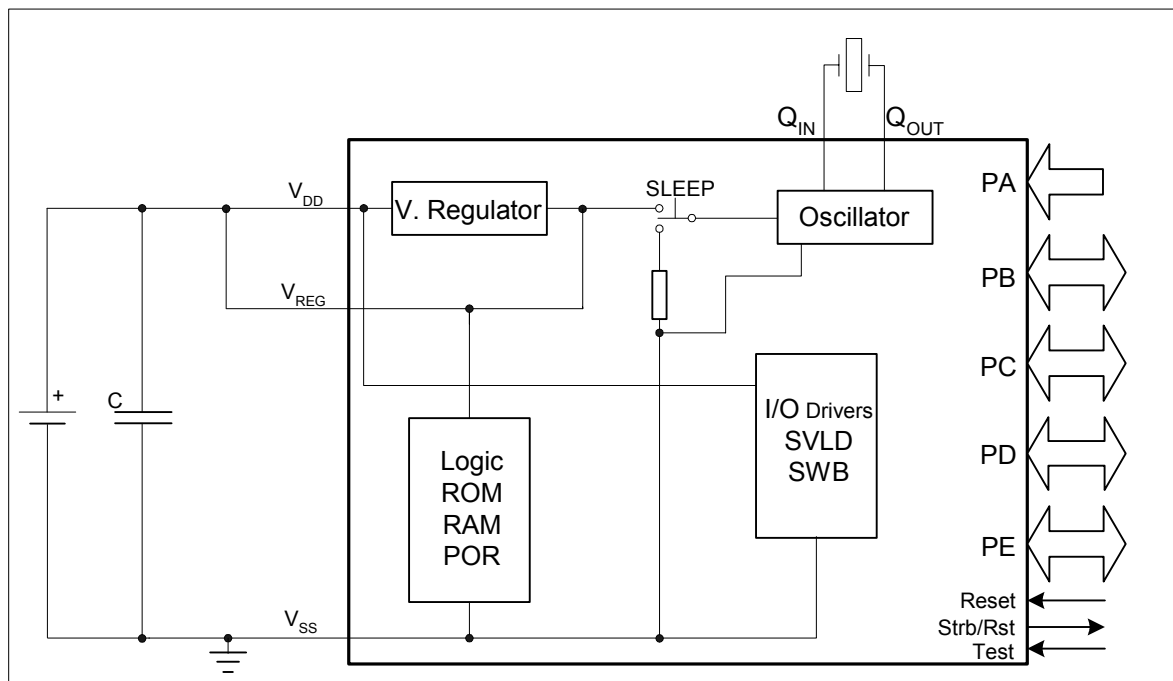 Q_IN
Q_OUT
V_DD
V. Regulator
SLEEP
Oscillator
PA
PB
V_REG
PC
+
C
Logic
ROM
RAM
POR
I/O Drivers
SVLD
SWB
PD
PE
V_SS
Reset
Strb/Rst
Test